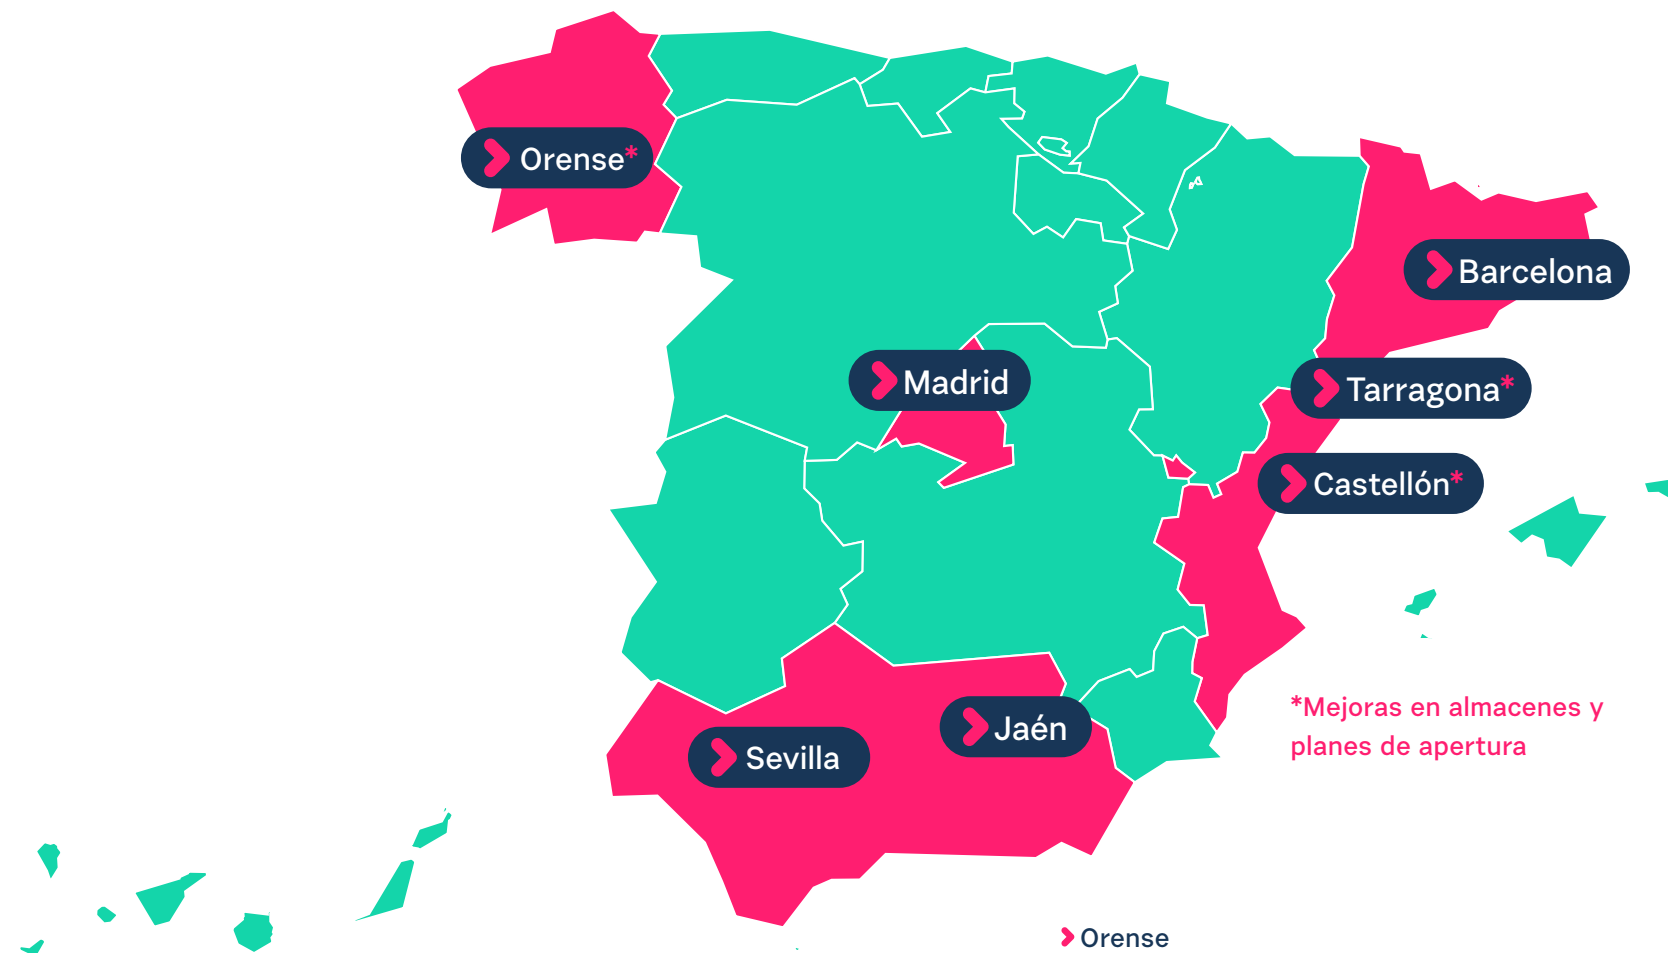 Orense*
Barcelona
Madrid
Tarragona*
Castellón*
*Mejoras en almacenes y
planes de apertura
Jaén
Sevilla
Orense